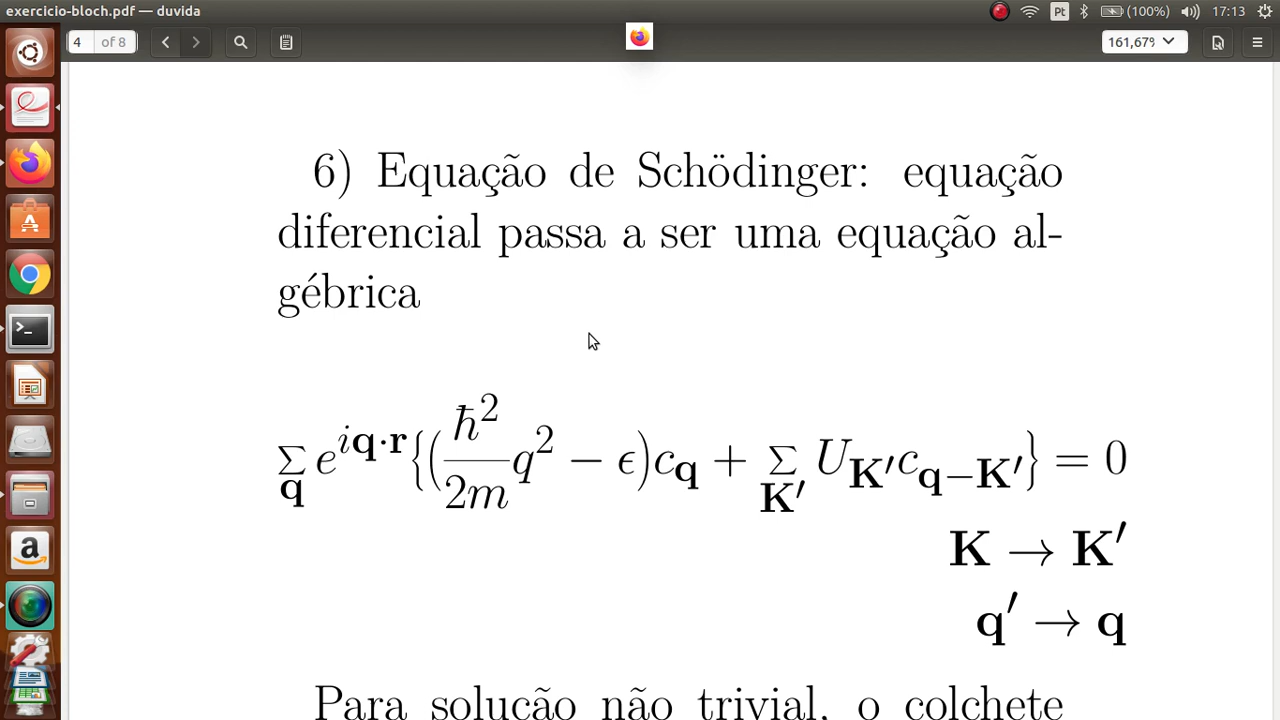 exercicio-bloch.pdf — duvida
Pt (100%) 17:13
4 of 8 161,67%
6) Equação de Schödinger: equação
diferencial passa a ser uma equação al-
gébrica
∑_𝐪 e^{i𝐪·𝐫}{(ℏ²/2m q² − ϵ)c_𝐪 + ∑_{𝐊′} U_{𝐊′}c_{𝐪−𝐊′}} = 0
𝐊 → 𝐊′
𝐪′ → 𝐪
Para solução não trivial, o colchete